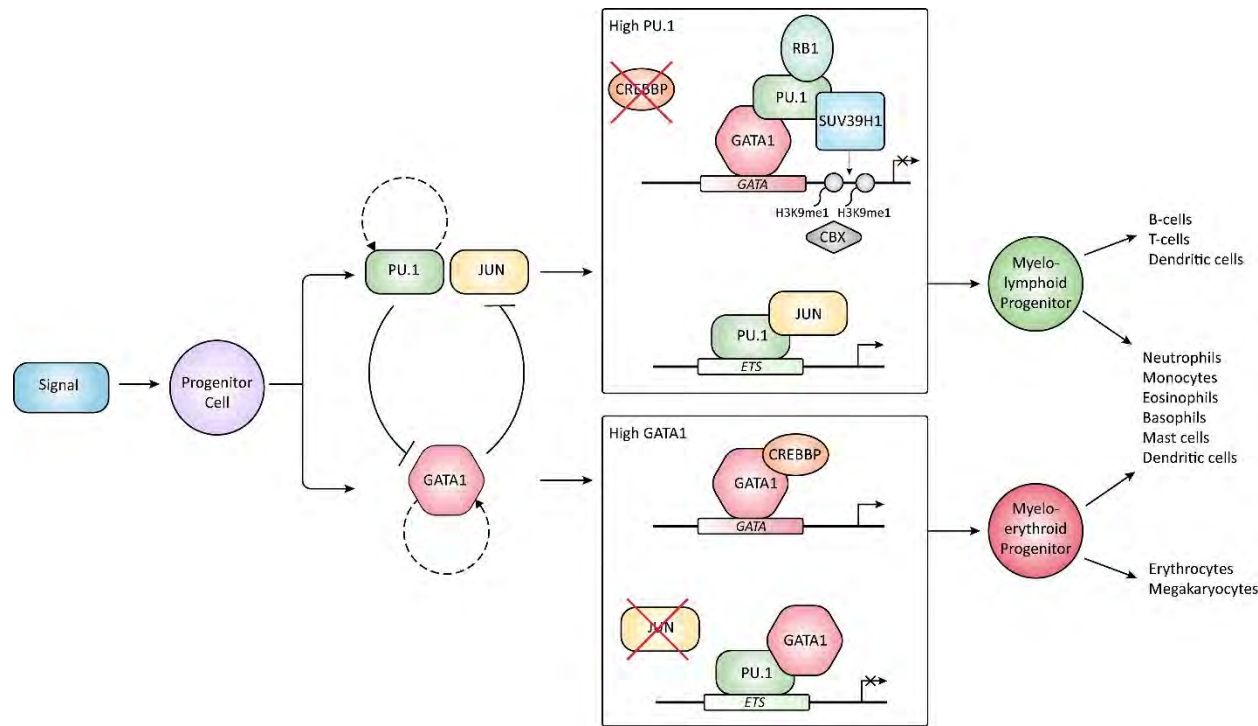 High PU.1
RB1
CREBBP
PU.1
SUV39H1
GATA1
GATA
H3K9me1 H3K9me1
CBX
PU.1 JUN
JUN
PU.1
ETS
Signal
Progenitor
Cell
GATA1
High GATA1
CREBBP
GATA1
GATA
JUN
GATA1
PU.1
ETS
Myelo-
lymphoid
Progenitor
B-cells
T-cells
Dendritic cells
Neutrophils
Monocytes
Eosinophils
Basophils
Mast cells
Dendritic cells
Myelo-
erythroid
Progenitor
Erythrocytes
Megakaryocytes